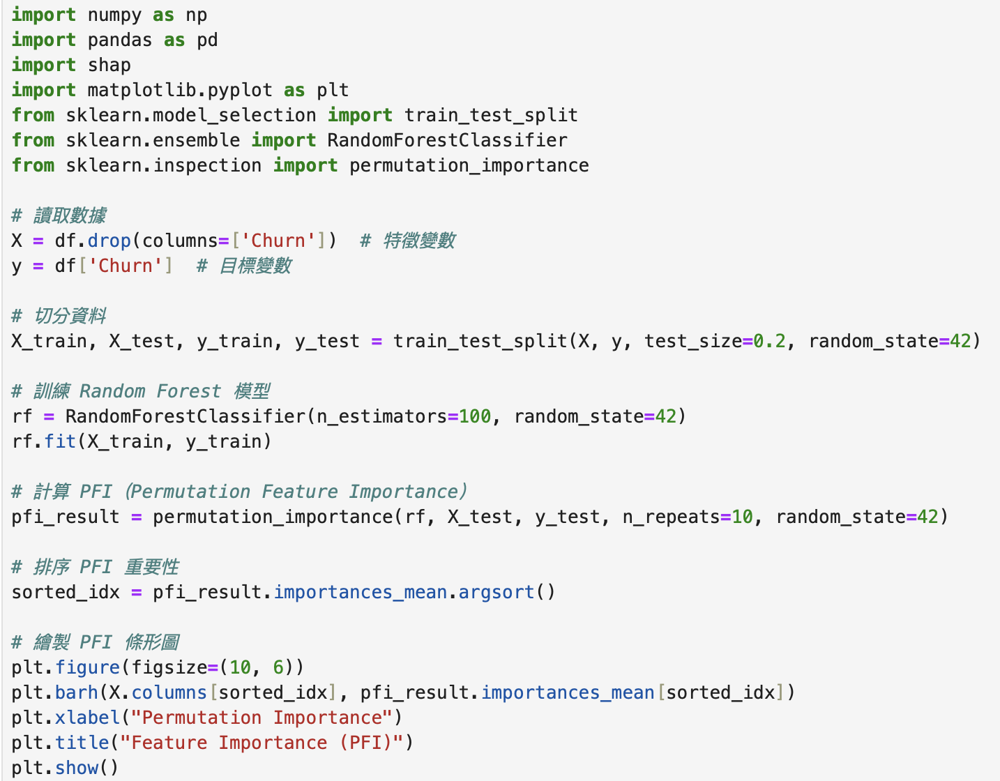 import numpy as np
import pandas as pd
import shap
import matplotlib.pyplot as plt
from sklearn.model_selection import train_test_split
from sklearn.ensemble import RandomForestClassifier
from sklearn.inspection import permutation_importance
# 讀取數據
X = df.drop(columns=['Churn'])  # 特徵變數
y = df['Churn']  # 目標變數
# 切分資料
X_train, X_test, y_train, y_test = train_test_split(X, y, test_size=0.2, random_state=42)
# 訓練 Random Forest 模型
rf = RandomForestClassifier(n_estimators=100, random_state=42)
rf.fit(X_train, y_train)
# 計算 PFI（Permutation Feature Importance）
pfi_result = permutation_importance(rf, X_test, y_test, n_repeats=10, random_state=42)
# 排序 PFI 重要性
sorted_idx = pfi_result.importances_mean.argsort()
# 繪製 PFI 條形圖
plt.figure(figsize=(10, 6))
plt.barh(X.columns[sorted_idx], pfi_result.importances_mean[sorted_idx])
plt.xlabel("Permutation Importance")
plt.title("Feature Importance (PFI)")
plt.show()